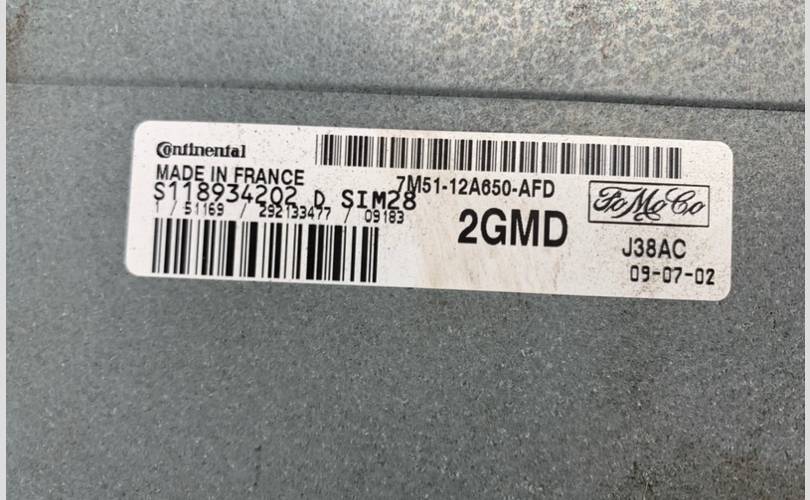 Continental
MADE IN FRANCE
7M51-12A650-AFD
S118934202 D SIM28
1 / 51169 / 292133477 / 09183
2GMD
FoMoCo
J38AC
09-07-02